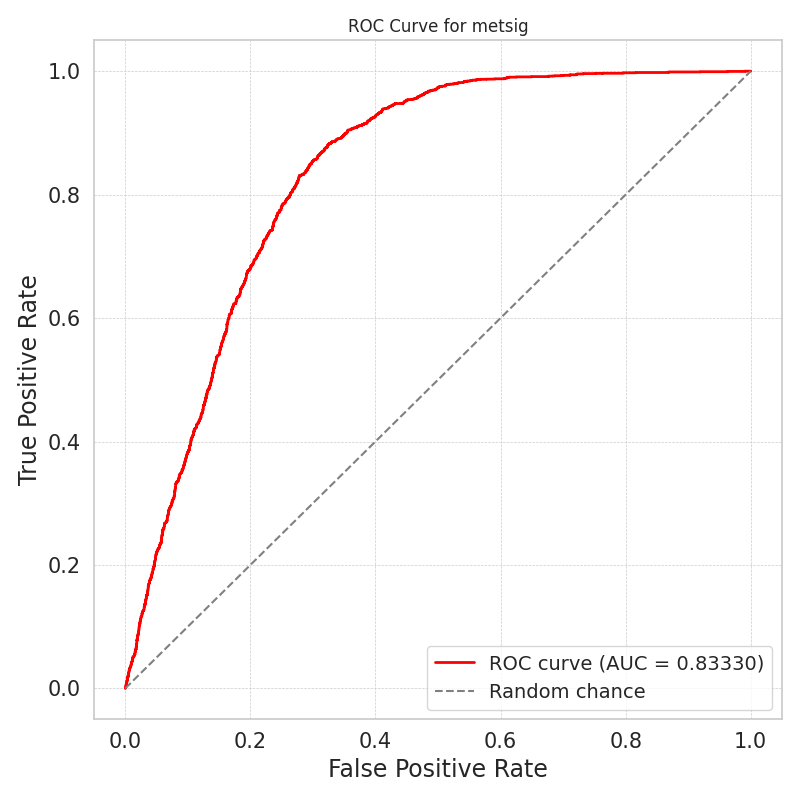 ROC Curve for metsig
True Positive Rate
1.0
0.8
0.6
0.4
0.2
0.0
ROC curve (AUC = 0.83330)
Random chance
0.0 0.2 0.4 0.6 0.8 1.0
False Positive Rate